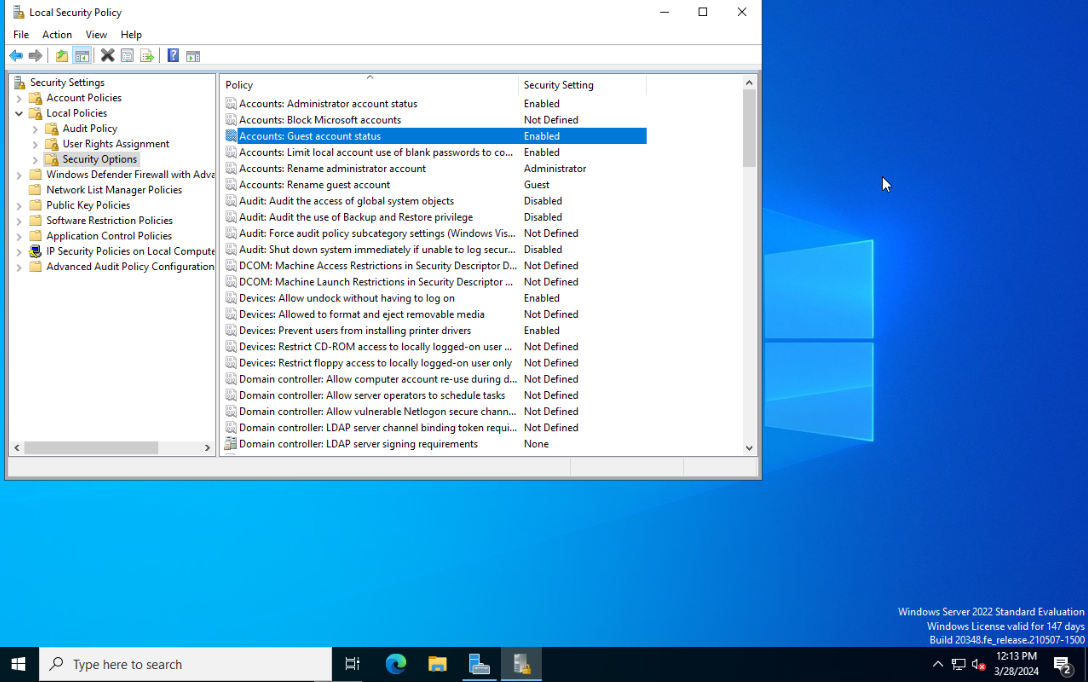 Local Security Policy
File Action View Help
Security Settings
Account Policies
Local Policies
Audit Policy
User Rights Assignment
Security Options
Windows Defender Firewall with Adva
Network List Manager Policies
Public Key Policies
Software Restriction Policies
Application Control Policies
IP Security Policies on Local Compute
Advanced Audit Policy Configuration
Policy Security Setting
Accounts: Administrator account status Enabled
Accounts: Block Microsoft accounts Not Defined
Accounts: Guest account status Enabled
Accounts: Limit local account use of blank passwords to co... Enabled
Accounts: Rename administrator account Administrator
Accounts: Rename guest account Guest
Audit: Audit the access of global system objects Disabled
Audit: Audit the use of Backup and Restore privilege Disabled
Audit: Force audit policy subcategory settings (Windows Vis... Not Defined
Audit: Shut down system immediately if unable to log secur... Disabled
DCOM: Machine Access Restrictions in Security Descriptor D... Not Defined
DCOM: Machine Launch Restrictions in Security Descriptor ... Not Defined
Devices: Allow undock without having to log on Enabled
Devices: Allowed to format and eject removable media Not Defined
Devices: Prevent users from installing printer drivers Enabled
Devices: Restrict CD-ROM access to locally logged-on user ... Not Defined
Devices: Restrict floppy access to locally logged-on user only Not Defined
Domain controller: Allow computer account re-use during d... Not Defined
Domain controller: Allow server operators to schedule tasks Not Defined
Domain controller: Allow vulnerable Netlogon secure chann... Not Defined
Domain controller: LDAP server channel binding token requi... Not Defined
Domain controller: LDAP server signing requirements None
Windows Server 2022 Standard Evaluation
Windows License valid for 147 days
Build 20348.fe_release.210507-1500
Type here to search
12:13 PM
3/28/2024
2